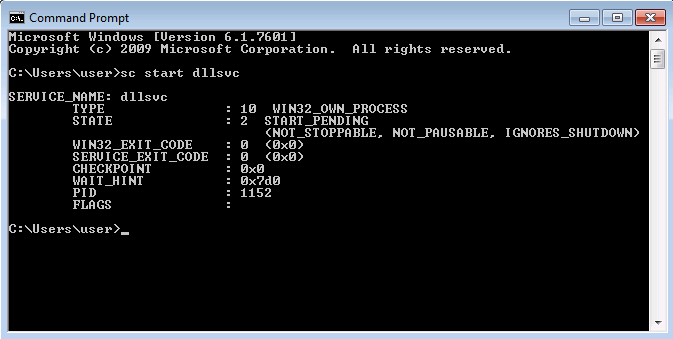 Command Prompt
Microsoft Windows [Version 6.1.7601]
Copyright (c) 2009 Microsoft Corporation.  All rights reserved.
C:\Users\user>sc start dllsvc
SERVICE_NAME: dllsvc
TYPE : 10 WIN32_OWN_PROCESS
STATE : 2 START_PENDING
(NOT_STOPPABLE, NOT_PAUSABLE, IGNORES_SHUTDOWN)
WIN32_EXIT_CODE : 0 (0x0)
SERVICE_EXIT_CODE : 0 (0x0)
CHECKPOINT : 0x0
WAIT_HINT : 0x7d0
PID : 1152
FLAGS :
C:\Users\user>_